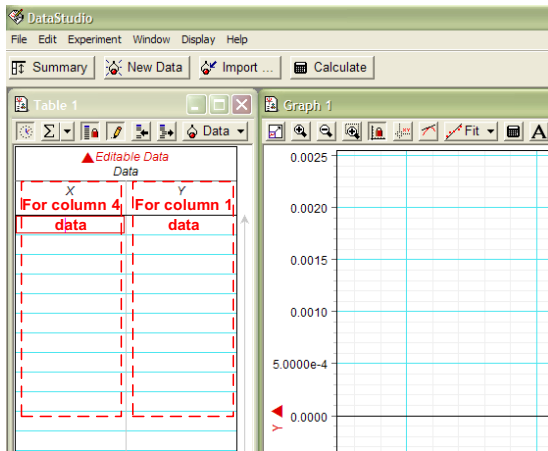 DataStudio
File Edit Experiment Window Display Help
Summary New Data Import ... Calculate
Table 1
Data
Editable Data
Data
X Y
For column 4 For column 1
data data
Graph 1
Fit A
0.0025
0.0020
0.0015
0.0010
5.0000e-4
0.0000
Y